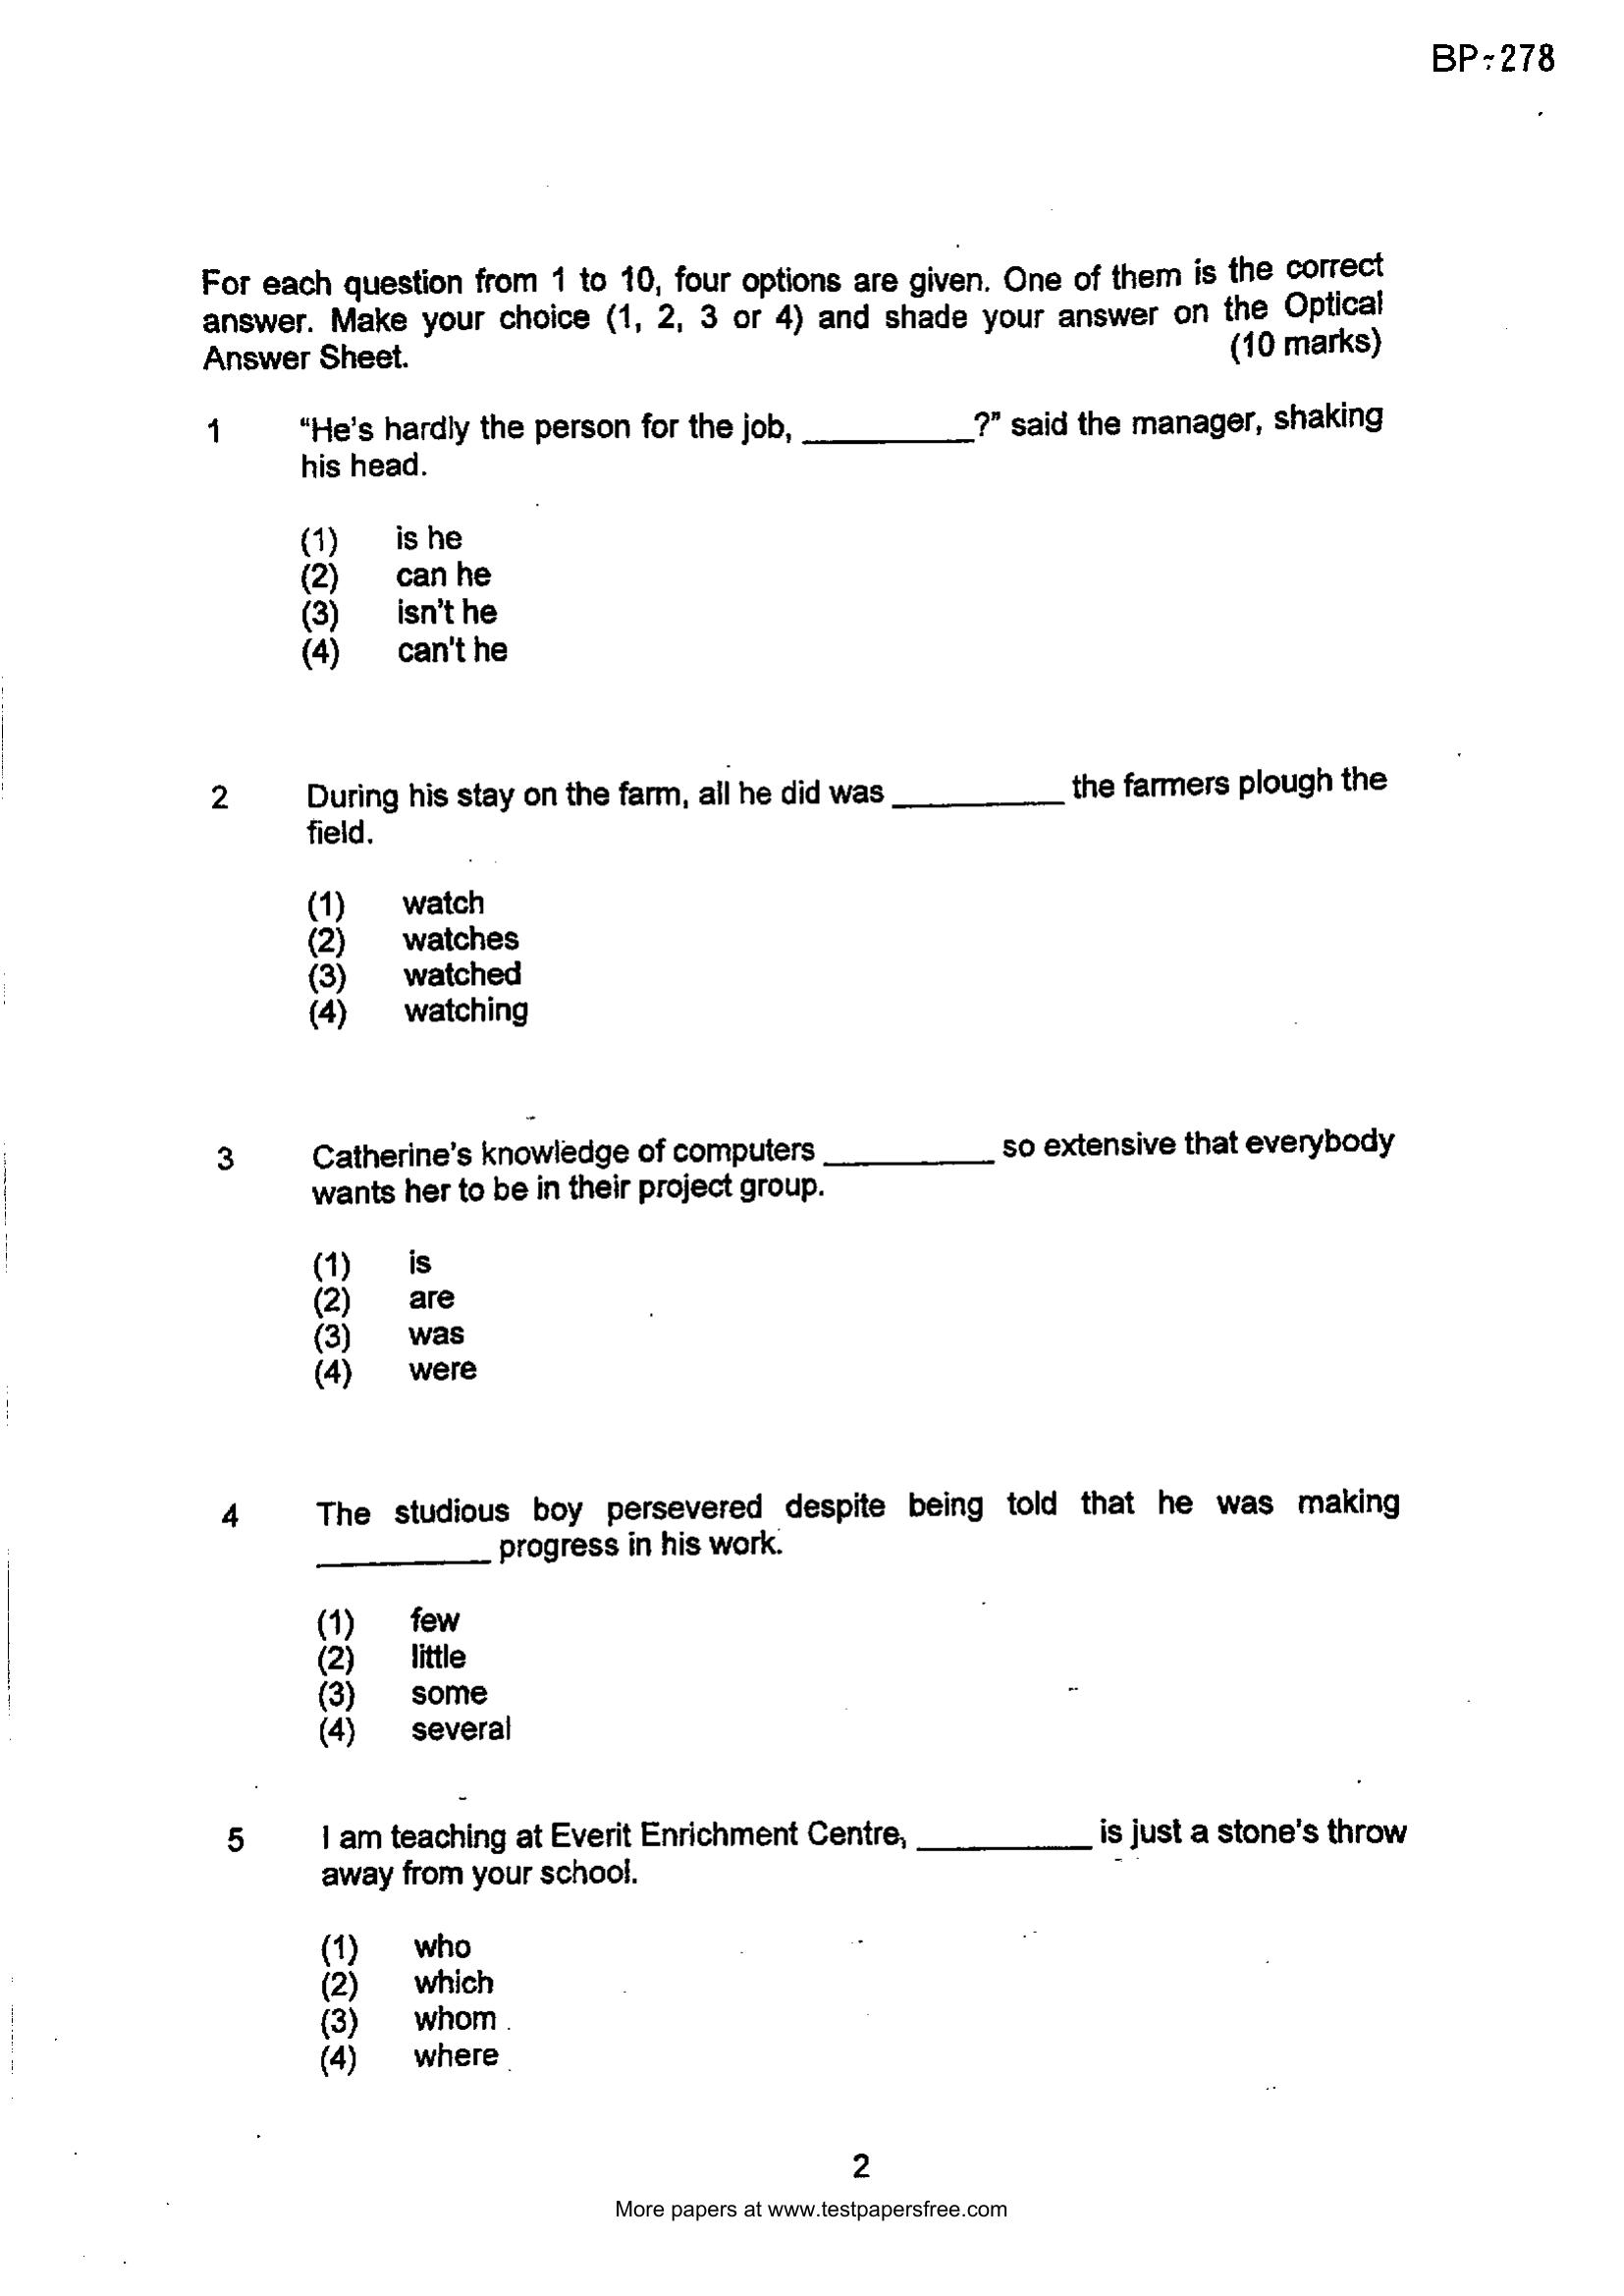 BP-278
For each question from 1 to 10, four options are given. One of them is the correct
answer. Make your choice (1, 2, 3 or 4) and shade your answer on the Optical
Answer Sheet. (10 marks)
1 "He's hardly the person for the job, __________?" said the manager, shaking
his head.
(1) is he
(2) can he
(3) isn't he
(4) can't he
2 During his stay on the farm, all he did was __________ the farmers plough the
field.
(1) watch
(2) watches
(3) watched
(4) watching
3 Catherine's knowledge of computers __________ so extensive that everybody
wants her to be in their project group.
(1) is
(2) are
(3) was
(4) were
4 The studious boy persevered despite being told that he was making
__________ progress in his work.
(1) few
(2) little
(3) some
(4) several
5 I am teaching at Everit Enrichment Centre, __________ is just a stone's throw
away from your school.
(1) who
(2) which
(3) whom
(4) where
2
More papers at www.testpapersfree.com